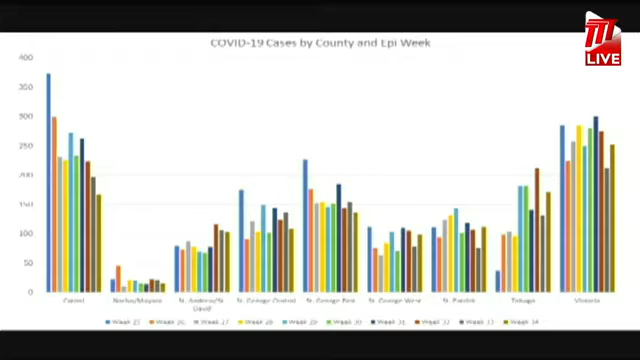 LIVE
COVID-19 Cases by County and Epi Week
400
350
300
250
200
150
100
50
0
Caroni
Nariva/Mayaro
St. Andrew/St.
David
St. George Central
St. George East
St. George West
St. Patrick
Tobago
Victoria
Week 25 Week 26 Week 27 Week 28 Week 29 Week 30 Week 31 Week 32 Week 33 Week 34